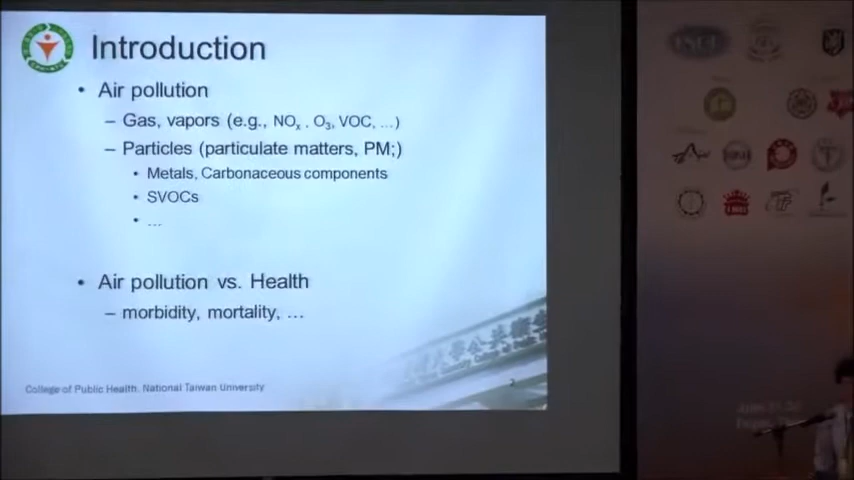 Introduction
• Air pollution
– Gas, vapors (e.g., NOx . O3, VOC, ...)
– Particles (particulate matters, PM;)
• Metals, Carbonaceous components
• SVOCs
• ...
• Air pollution vs. Health
– morbidity, mortality, ...
College of Public Health, National Taiwan University
2